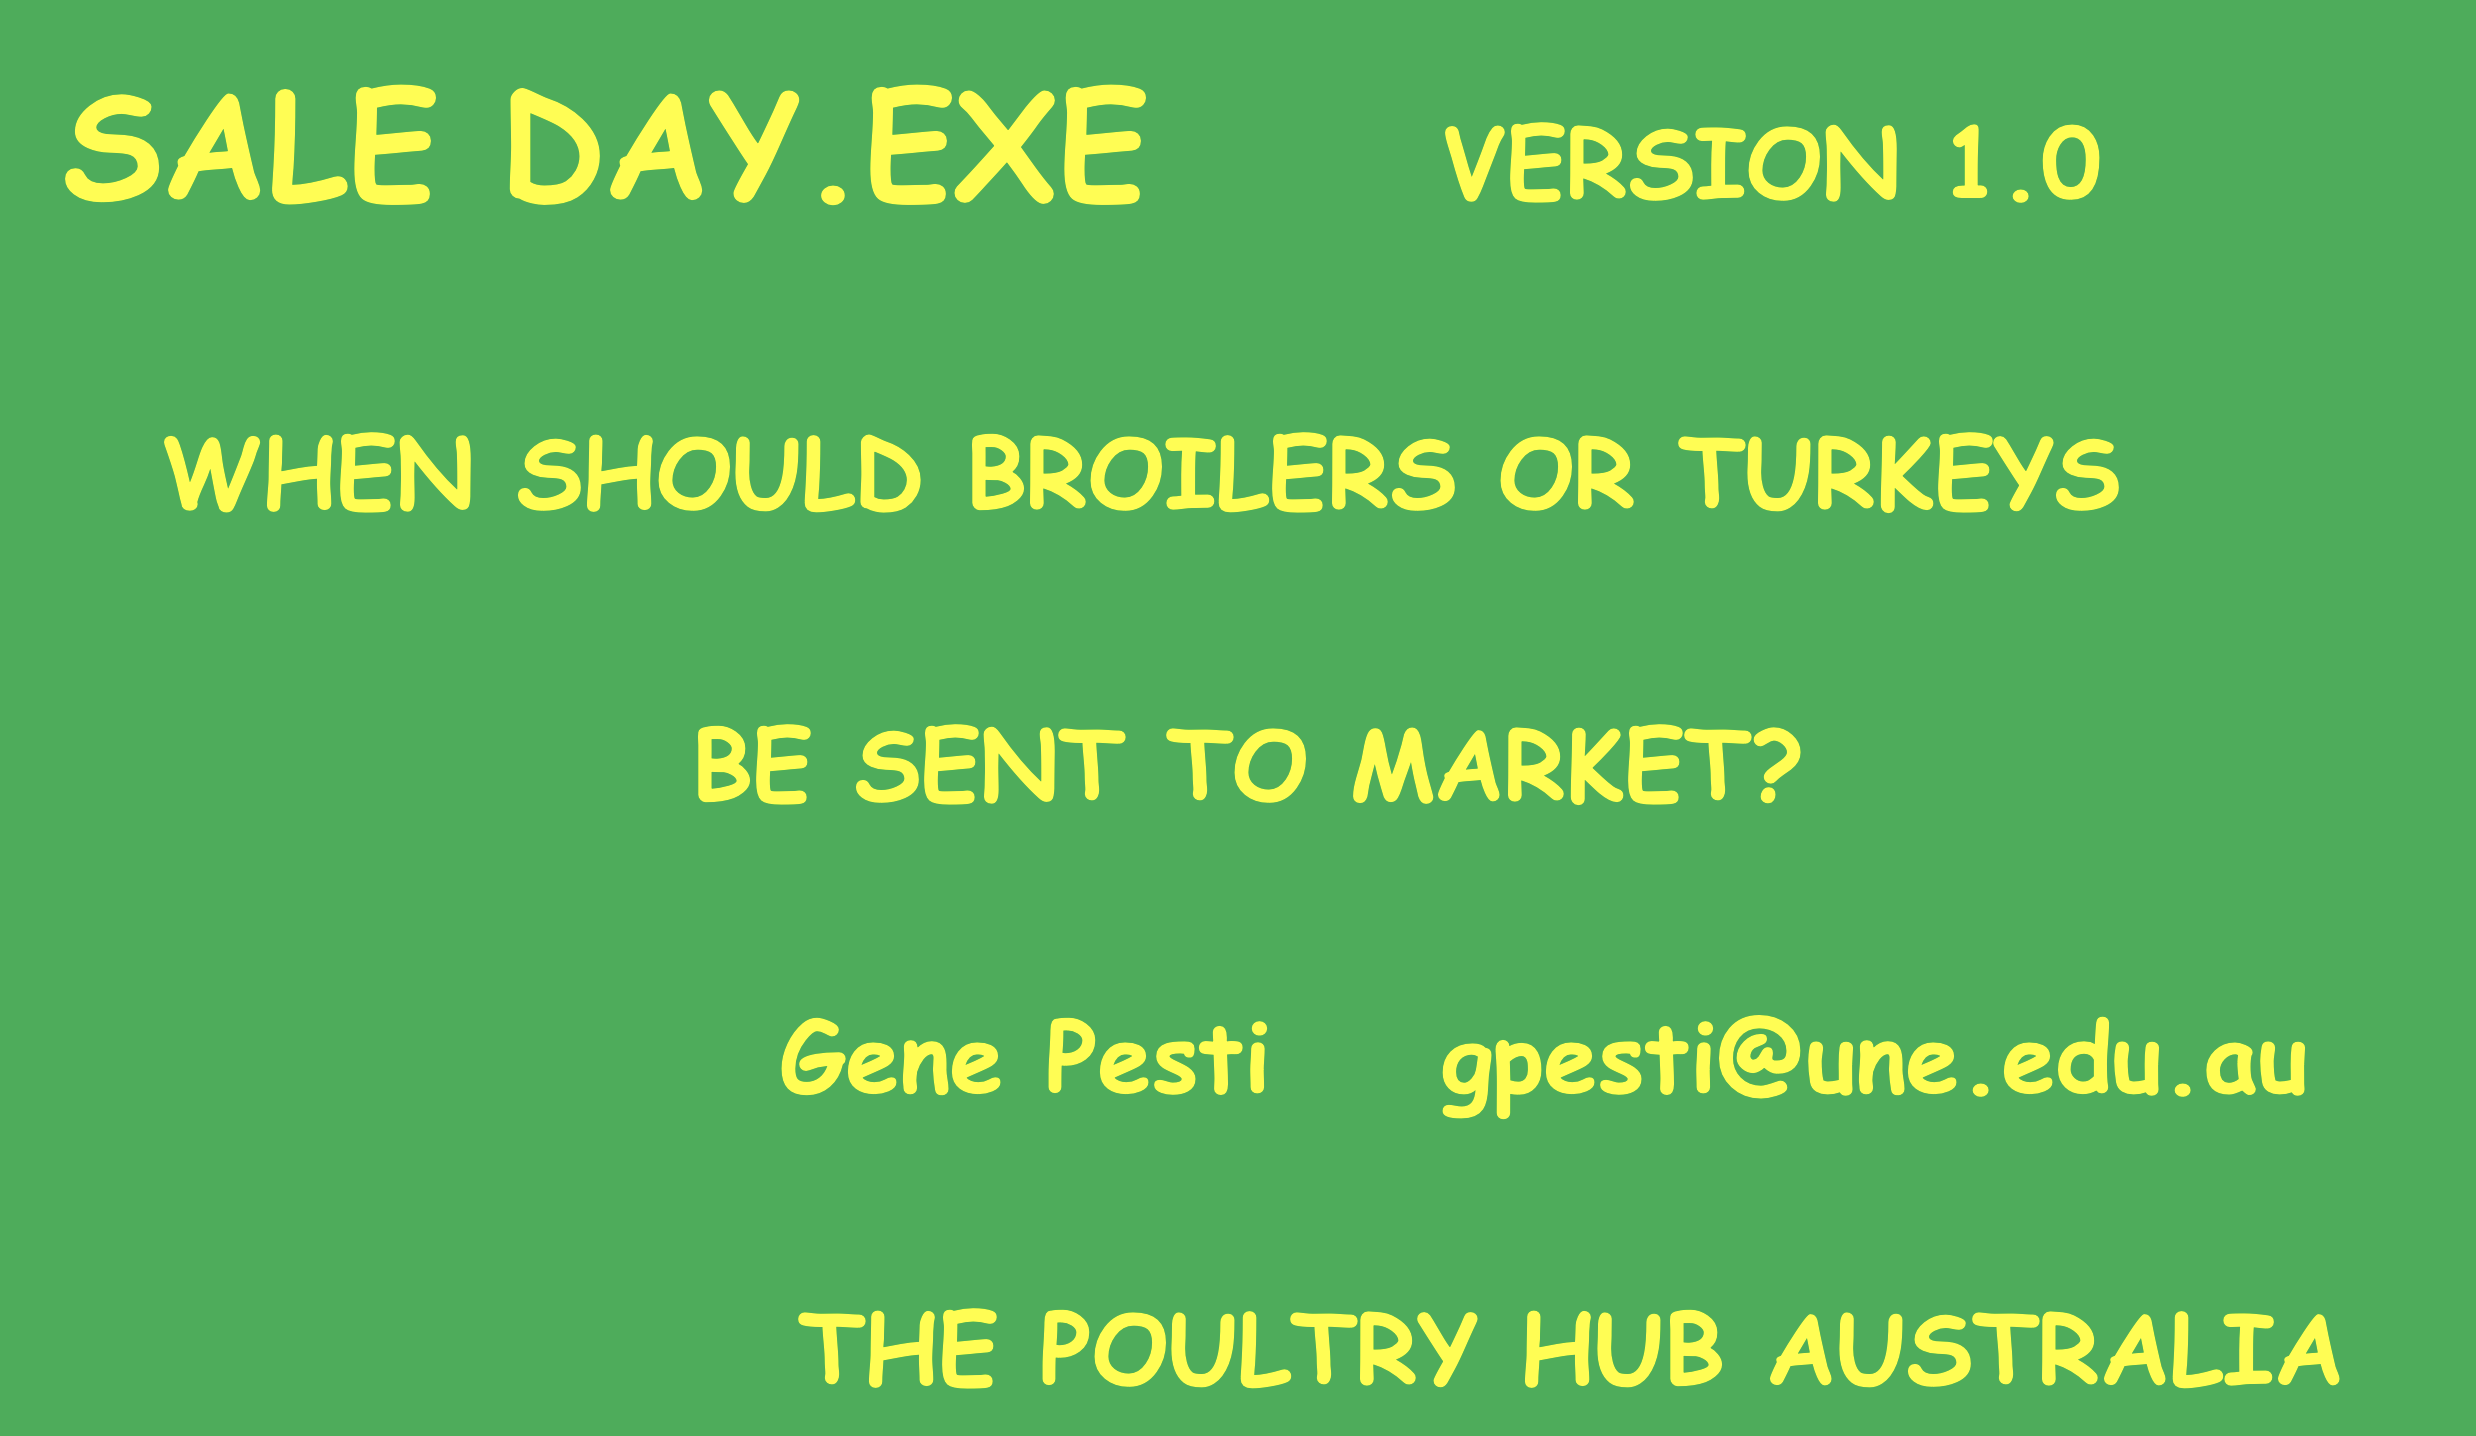 SALE DAY.EXE VERSION 1.0
WHEN SHOULD BROILERS OR TURKEYS
BE SENT TO MARKET?
Gene Pesti gpesti@une.edu.au
THE POULTRY HUB AUSTRALIA